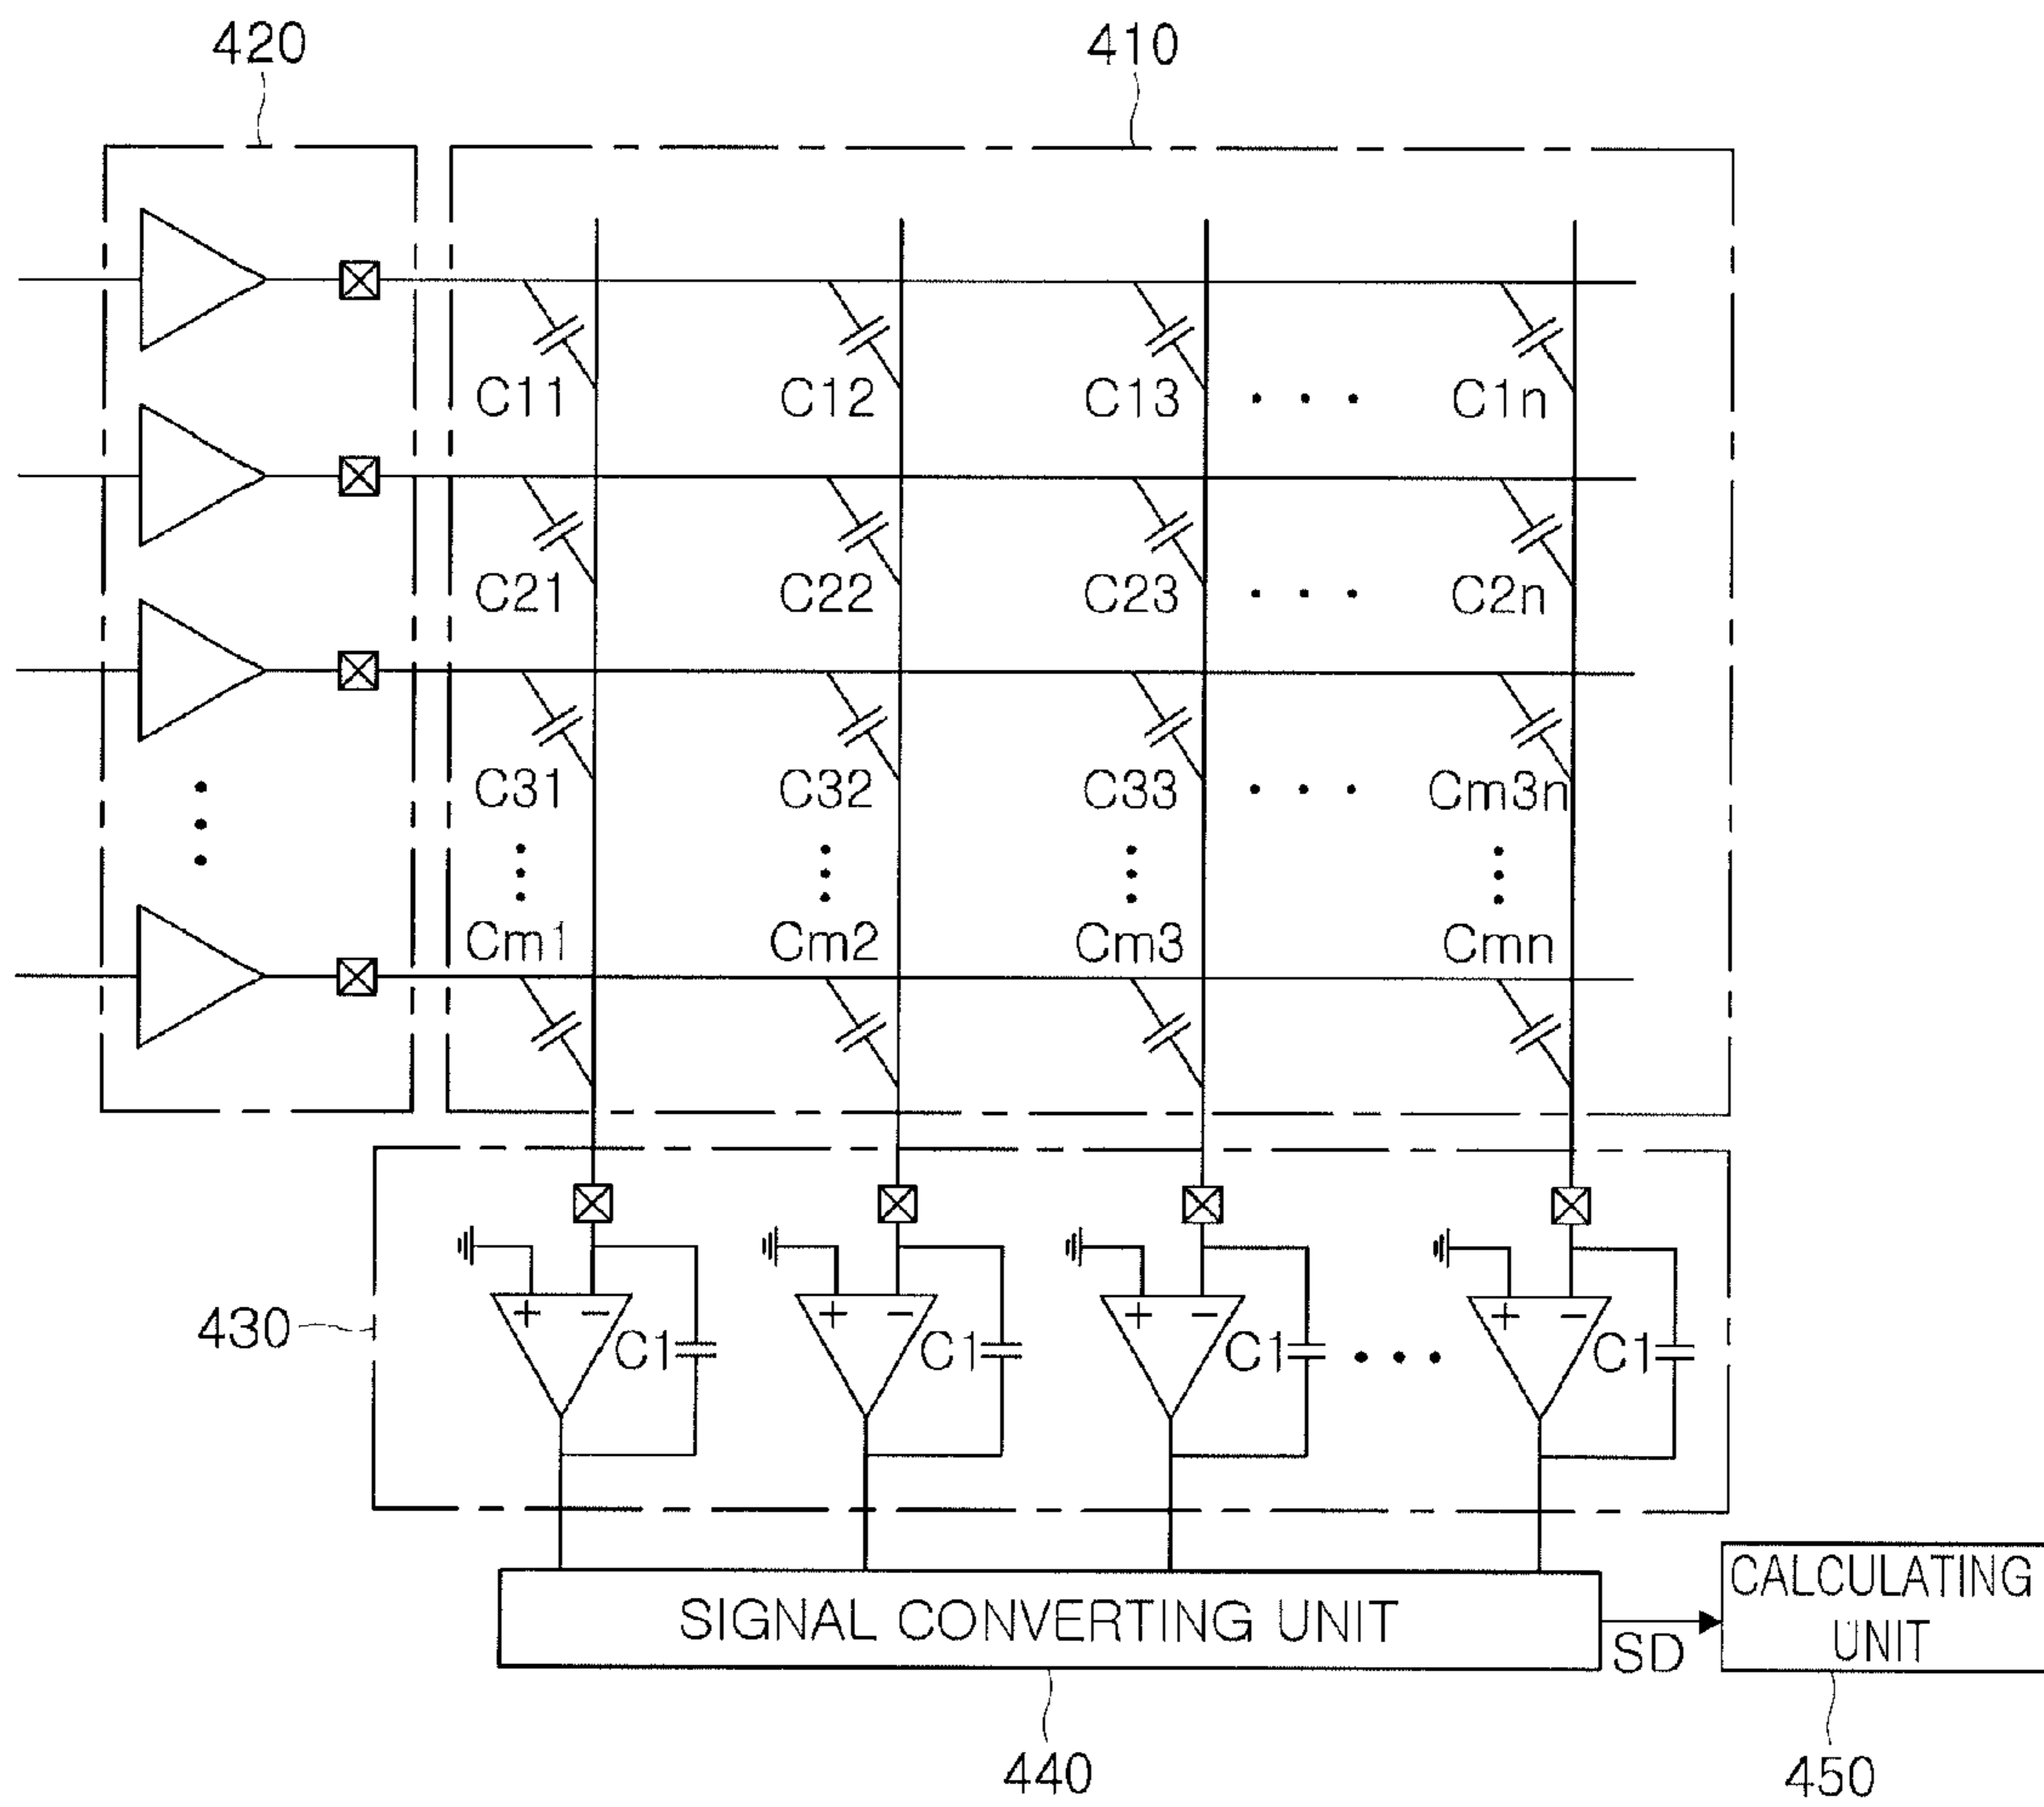 420 410
C11 C12 C13 . . . C1n
C21 C22 C23 . . . C2n
C31 C32 C33 . . . Cm3n
Cm1 Cm2 Cm3 Cmn
+ − + − + − + −
430 C1 C1 C1 . . . C1
SIGNAL CONVERTING UNIT
SD
CALCULATING
UNIT
440 450